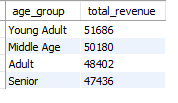 age_group total_revenue
Young Adult 51686
Middle Age 50180
Adult 48402
Senior 47436